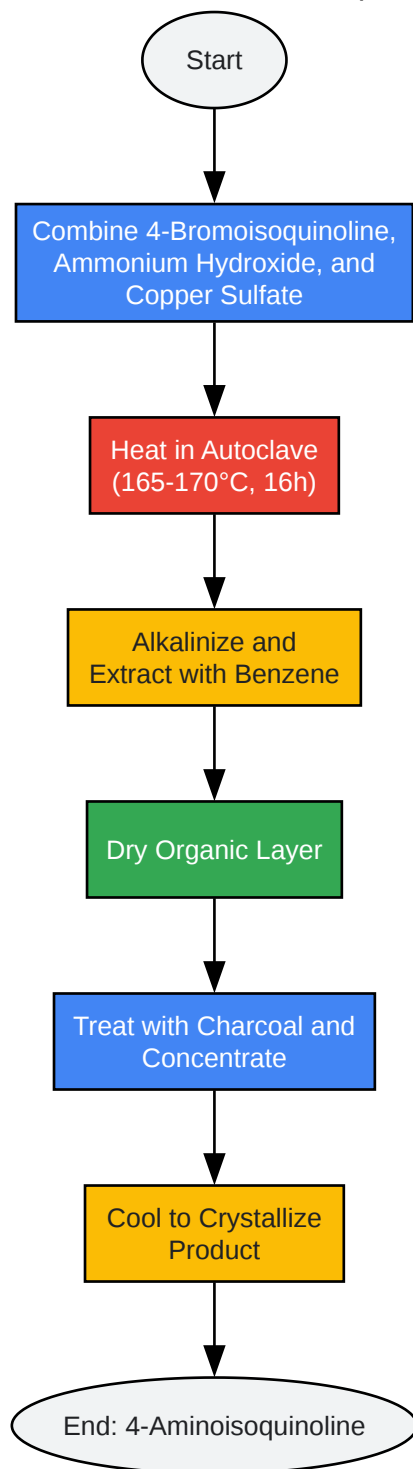 Start
Combine 4-Bromoisoquinoline,
Ammonium Hydroxide, and
Copper Sulfate
Heat in Autoclave
(165-170°C, 16h)
Alkalinize and
Extract with Benzene
Dry Organic Layer
Treat with Charcoal and
Concentrate
Cool to Crystallize
Product
End: 4-Aminoisoquinoline